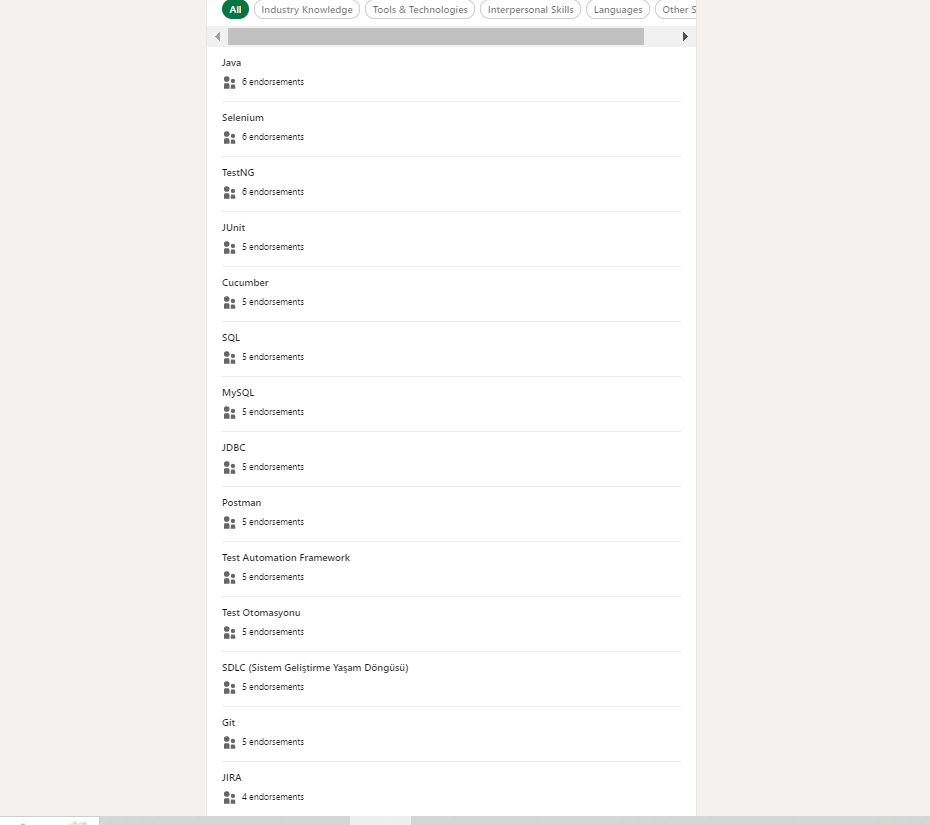 All Industry Knowledge Tools & Technologies Interpersonal Skills Languages Other S
Java
6 endorsements
Selenium
6 endorsements
TestNG
6 endorsements
JUnit
5 endorsements
Cucumber
5 endorsements
SQL
5 endorsements
MySQL
5 endorsements
JDBC
5 endorsements
Postman
5 endorsements
Test Automation Framework
5 endorsements
Test Otomasyonu
5 endorsements
SDLC (Sistem Geliştirme Yaşam Döngüsü)
5 endorsements
Git
5 endorsements
JIRA
4 endorsements